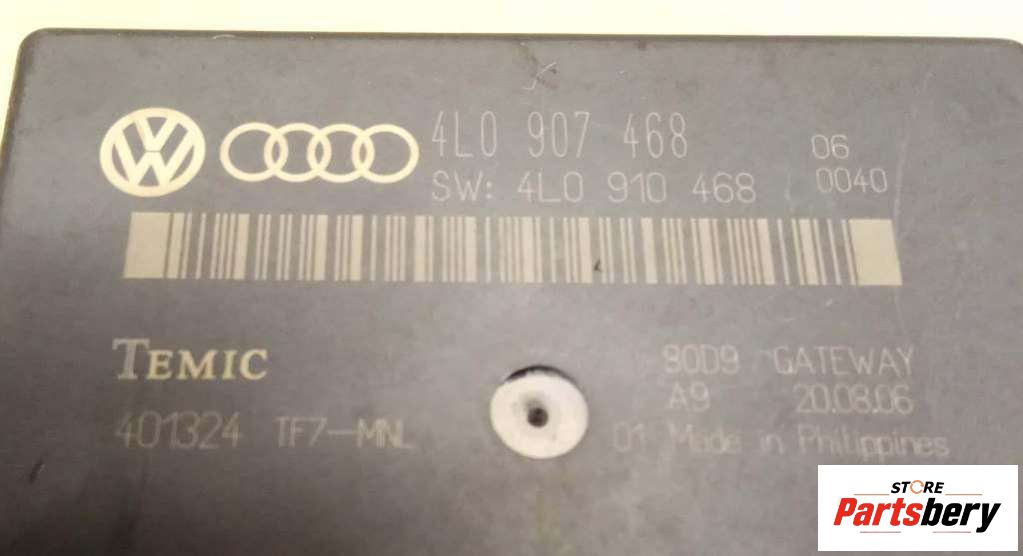 4L0 907 468 06
SW: 4L0 910 468 0040
TEMIC 90D9 GATEWAY
A9 20.08.06
401324 TF7-MNL 01 Made in Philippines
STORE
Partsbery